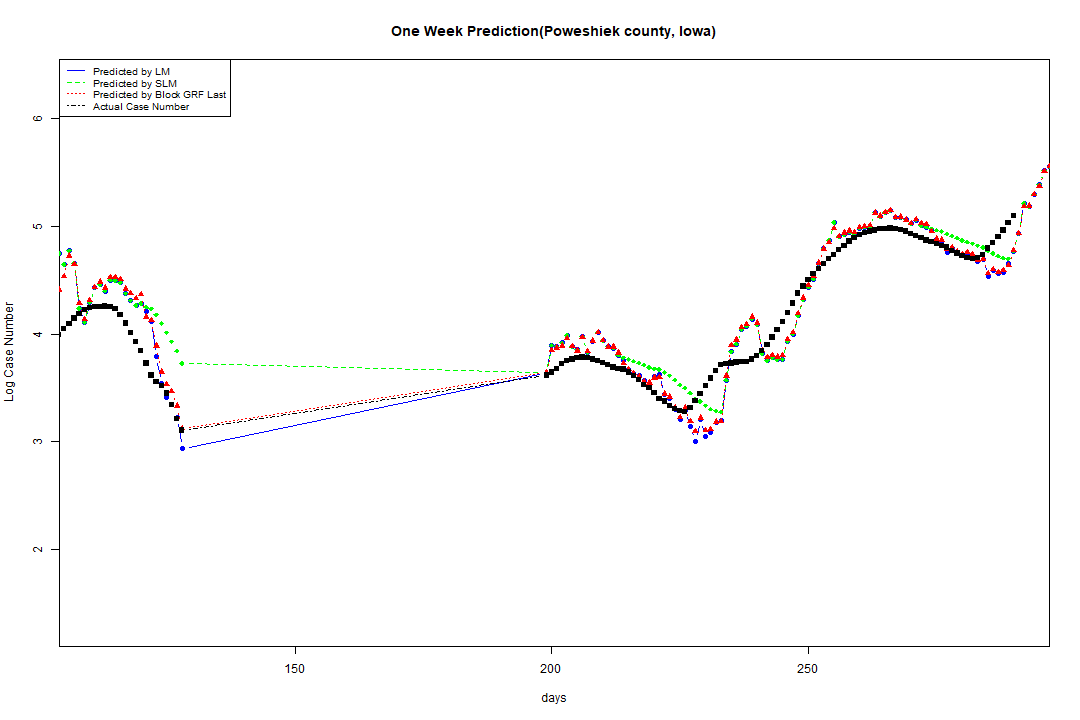 One Week Prediction(Poweshiek county, Iowa)
Predicted by LM
Predicted by SLM
Predicted by Block GRF Last
Actual Case Number
6
5
4
3
2
Log Case Number
150
200
250
days